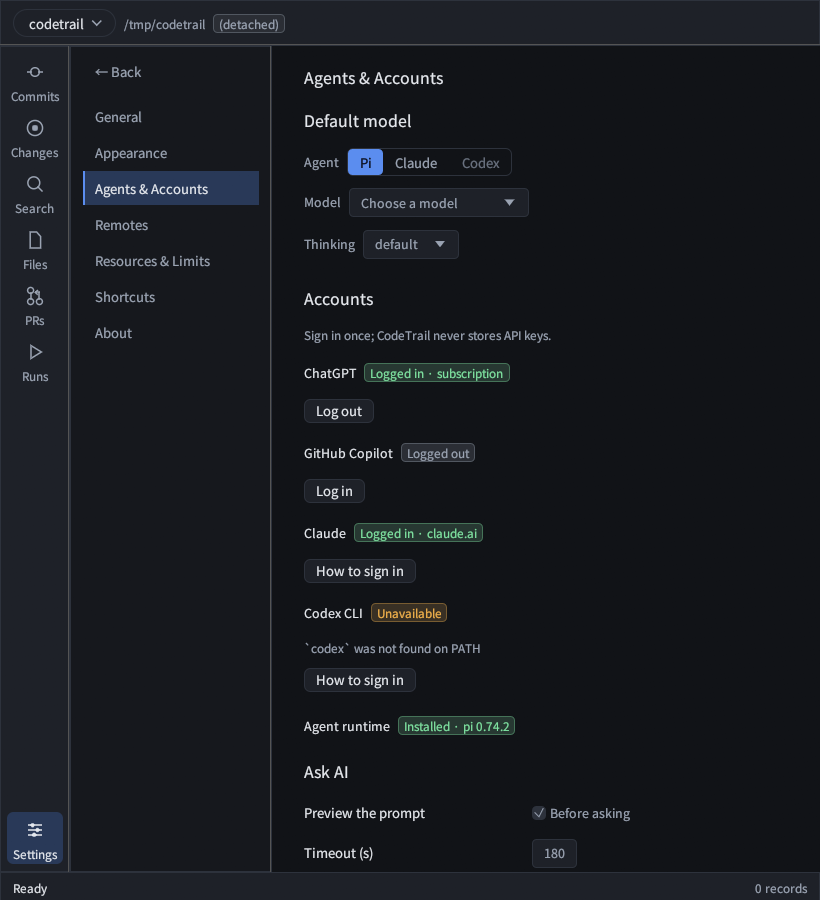 codetrail /tmp/codetrail (detached)
Commits
Changes
Search
Files
PRs
Runs
Settings
← Back
General
Appearance
Agents & Accounts
Remotes
Resources & Limits
Shortcuts
About
Agents & Accounts
Default model
Agent Pi Claude Codex
Model Choose a model
Thinking default
Accounts
Sign in once; CodeTrail never stores API keys.
ChatGPT Logged in · subscription
Log out
GitHub Copilot Logged out
Log in
Claude Logged in · claude.ai
How to sign in
Codex CLI Unavailable
`codex` was not found on PATH
How to sign in
Agent runtime Installed · pi 0.74.2
Ask AI
Preview the prompt Before asking
Timeout (s) 180
Ready 0 records